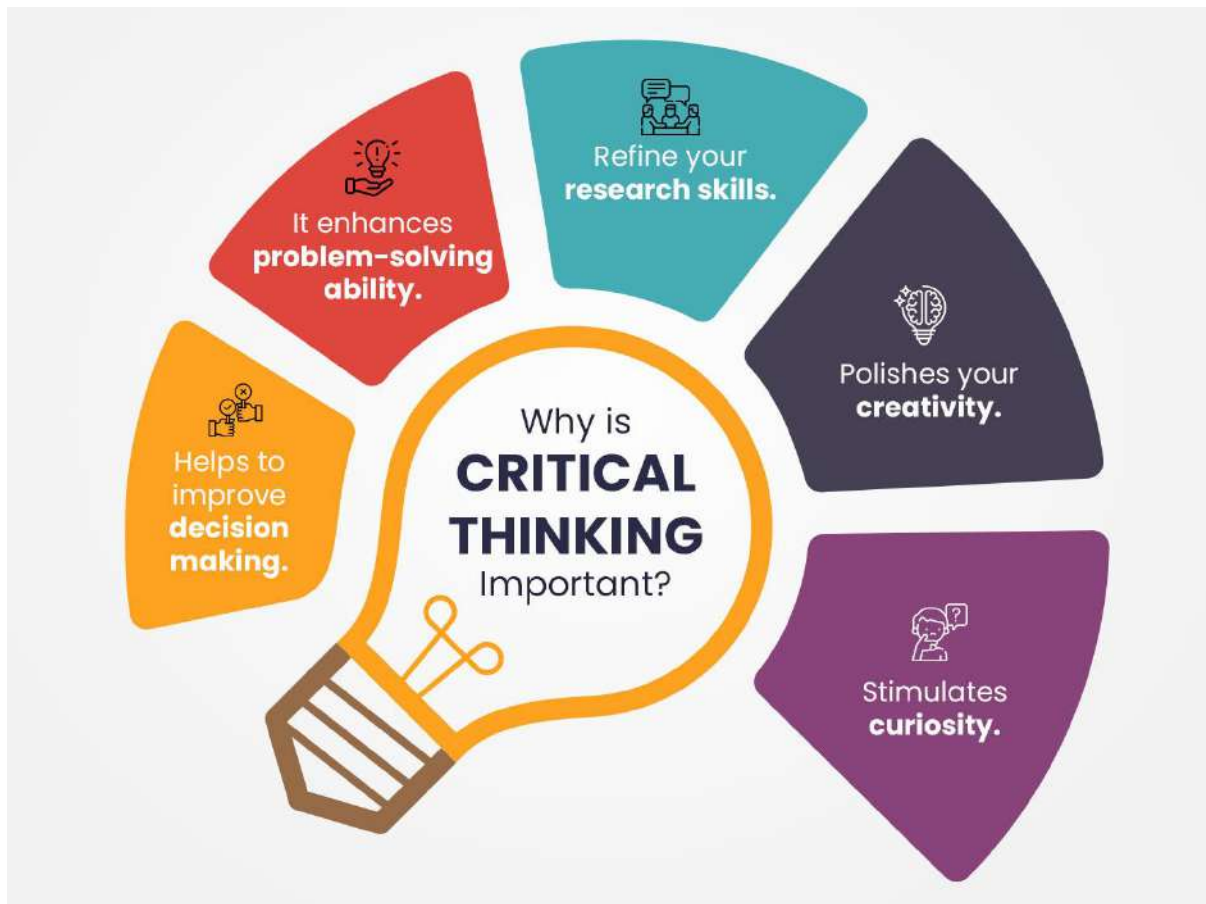 Why is
CRITICAL
THINKING
Important?
Helps to
improve
decision
making.
It enhances
problem-solving
ability.
Refine your
research skills.
Polishes your
creativity.
Stimulates
curiosity.